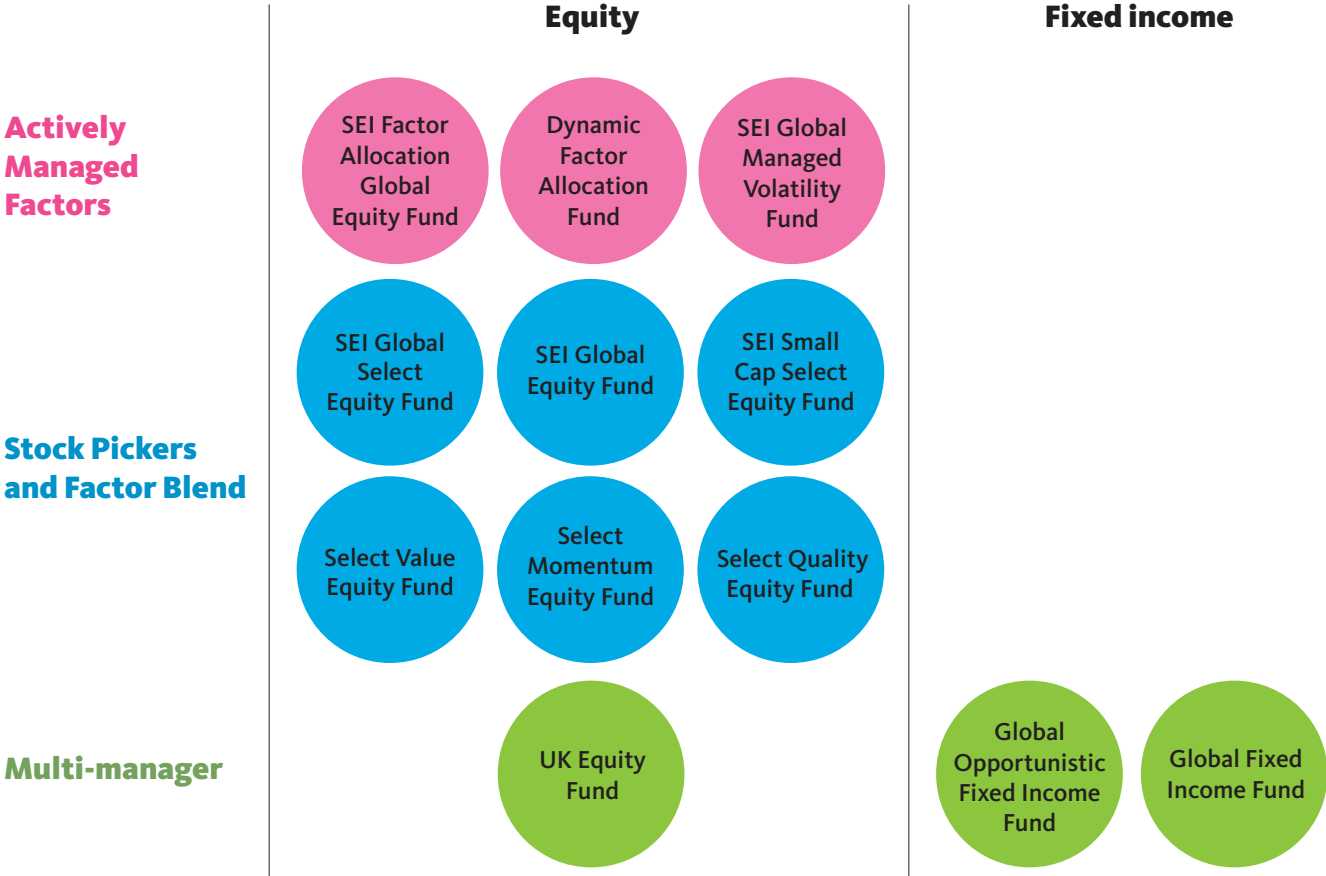 Equity
Fixed income
Actively
Managed
Factors
SEI Factor
Allocation
Global
Equity Fund
Dynamic
Factor
Allocation
Fund
SEI Global
Managed
Volatility
Fund
Stock Pickers
and Factor Blend
SEI Global
Select
Equity Fund
SEI Global
Equity Fund
SEI Small
Cap Select
Equity Fund
Select Value
Equity Fund
Select
Momentum
Equity Fund
Select Quality
Equity Fund
Multi-manager
UK Equity
Fund
Global
Opportunistic
Fixed Income
Fund
Global Fixed
Income Fund